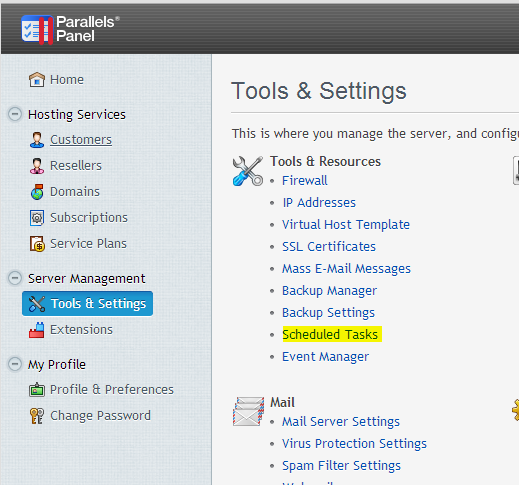 Parallels®
Panel
Home
Hosting Services
Customers
Resellers
Domains
Subscriptions
Service Plans
Server Management
Tools & Settings
Extensions
My Profile
Profile & Preferences
Change Password
Tools & Settings
This is where you manage the server, and
Tools & Resources
Firewall
IP Addresses
Virtual Host Template
SSL Certificates
Mass E-Mail Messages
Backup Manager
Backup Settings
Scheduled Tasks
Event Manager
Mail
Mail Server Settings
Virus Protection Settings
Spam Filter Settings